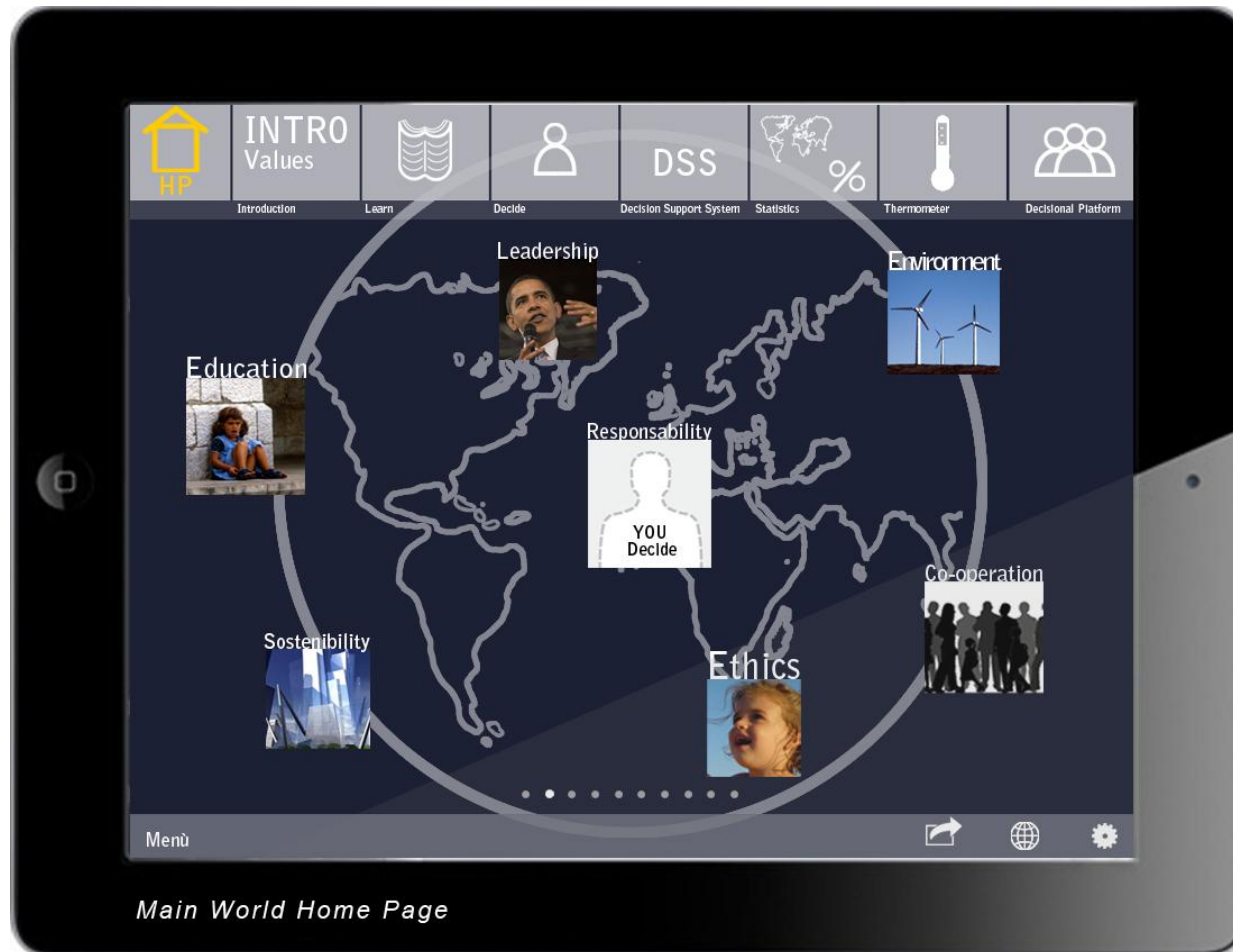 HP
INTRO
Values
DSS
%
Introduction
Learn
Decide
Decision Support System
Statistics
Thermometer
Decisional Platform
Leadership
Environment
Education
Responsability
YOU
Decide
Co-operation
Sostenibility
Ethics
Menù
Main World Home Page